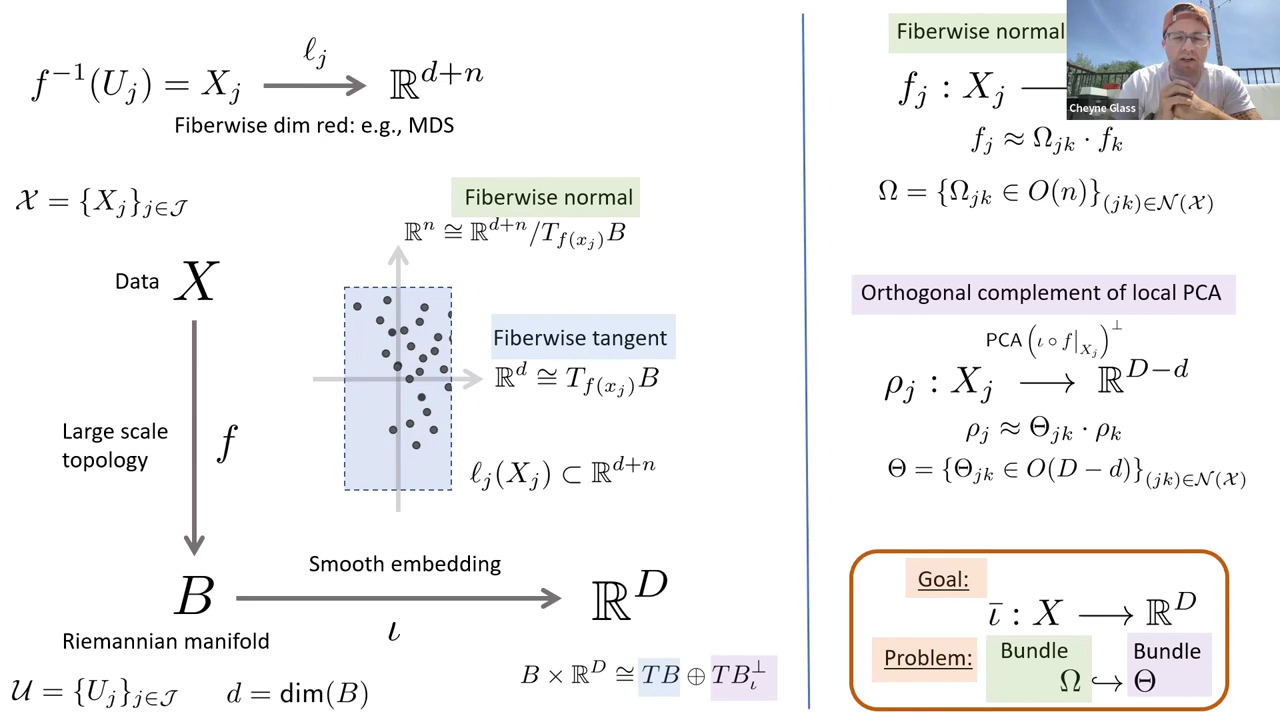 f⁻¹(U_j) = X_j ⟶ ℝ^{d+n}
ℓ_j
Fiberwise dim red: e.g., MDS
𝒳 = {X_j}_{j∈𝒥}
Data X
Large scale
topology
f
B
Riemannian manifold
𝒰 = {U_j}_{j∈𝒥} d = dim(B)
Fiberwise normal
ℝⁿ ≅ ℝ^{d+n}/T_{f(x_j)}B
Fiberwise tangent
ℝ^d ≅ T_{f(x_j)}B
ℓ_j(X_j) ⊂ ℝ^{d+n}
Smooth embedding
ℝ^D
ι
B × ℝ^D ≅ TB ⊕ TB_ι^⊥
Fiberwise normal
f_j : X_j
Cheyne Glass
f_j ≈ Ω_{jk} · f_k
Ω = {Ω_{jk} ∈ O(n)}_{(jk)∈𝒩(𝒳)}
Orthogonal complement of local PCA
PCA(ι ∘ f|_{X_j})^⊥
ρ_j : X_j ⟶ ℝ^{D−d}
ρ_j ≈ Θ_{jk} · ρ_k
Θ = {Θ_{jk} ∈ O(D − d)}_{(jk)∈𝒩(𝒳)}
Goal:
ῑ : X ⟶ ℝ^D
Problem:
Bundle Bundle
Ω ↪ Θ